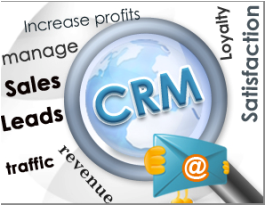 Increase profits
manage
Sales
Leads
traffic
revenue
CRM
Loyalty
Satisfaction
@